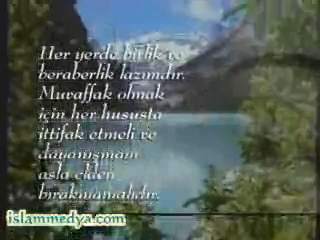 Her yerde birlik ve
beraberlik lazımdır.
Muvaffak olmak
için her hususta
ittifak etmeli ve
dayanışmayı
asla elden
bırakmamalıdır.
islammedya.com